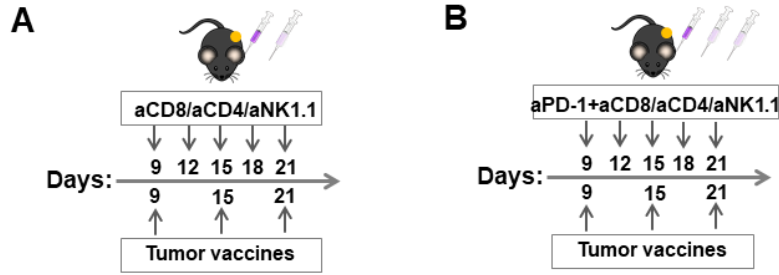 A
aCD8/aCD4/aNK1.1
9 12 15 18 21
Days:
9 15 21
Tumor vaccines
B
aPD-1+aCD8/aCD4/aNK1.1
9 12 15 18 21
Days:
9 15 21
Tumor vaccines